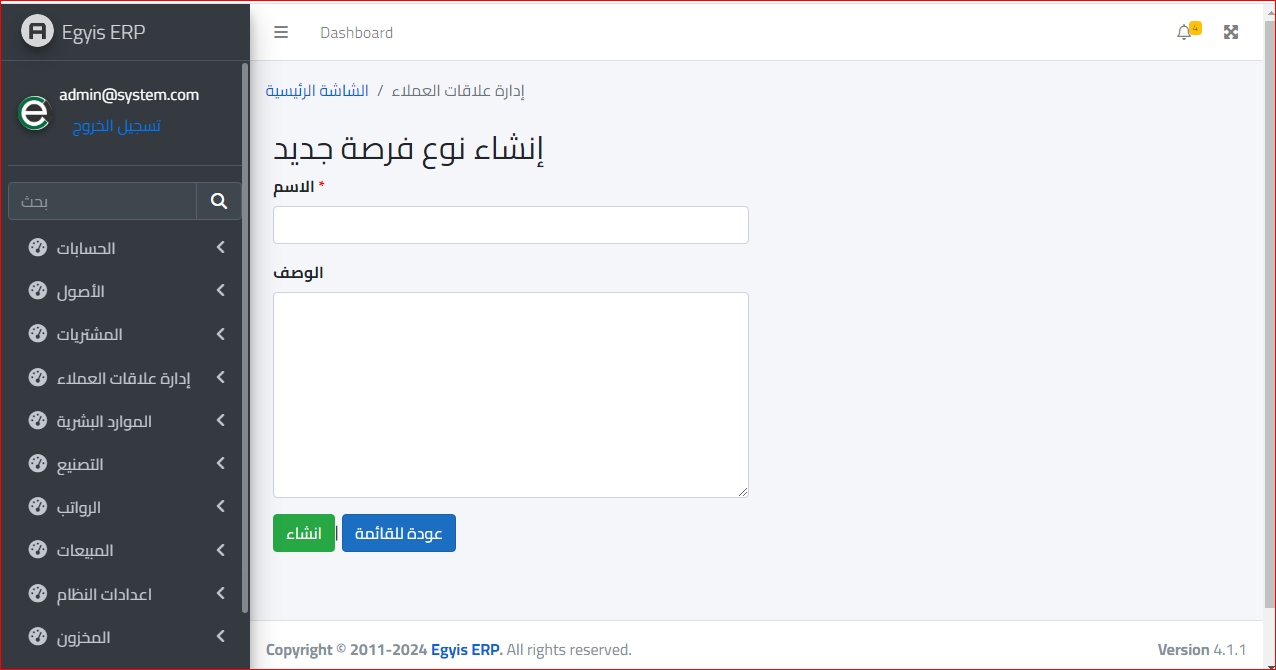 Egyis ERP
admin@system.com
تسجيل الخروج
بحث
الحسابات
الأصول
المشتريات
إدارة علاقات العملاء
الموارد البشرية
التصنيع
الرواتب
المبيعات
اعدادات النظام
المخزون
Dashboard
4
الشاشة الرئيسية / إدارة علاقات العملاء
إنشاء نوع فرصة جديد
الاسم *
الوصف
انشاء | عودة للقائمة
Copyright © 2011-2024 Egyis ERP. All rights reserved.
Version 4.1.1